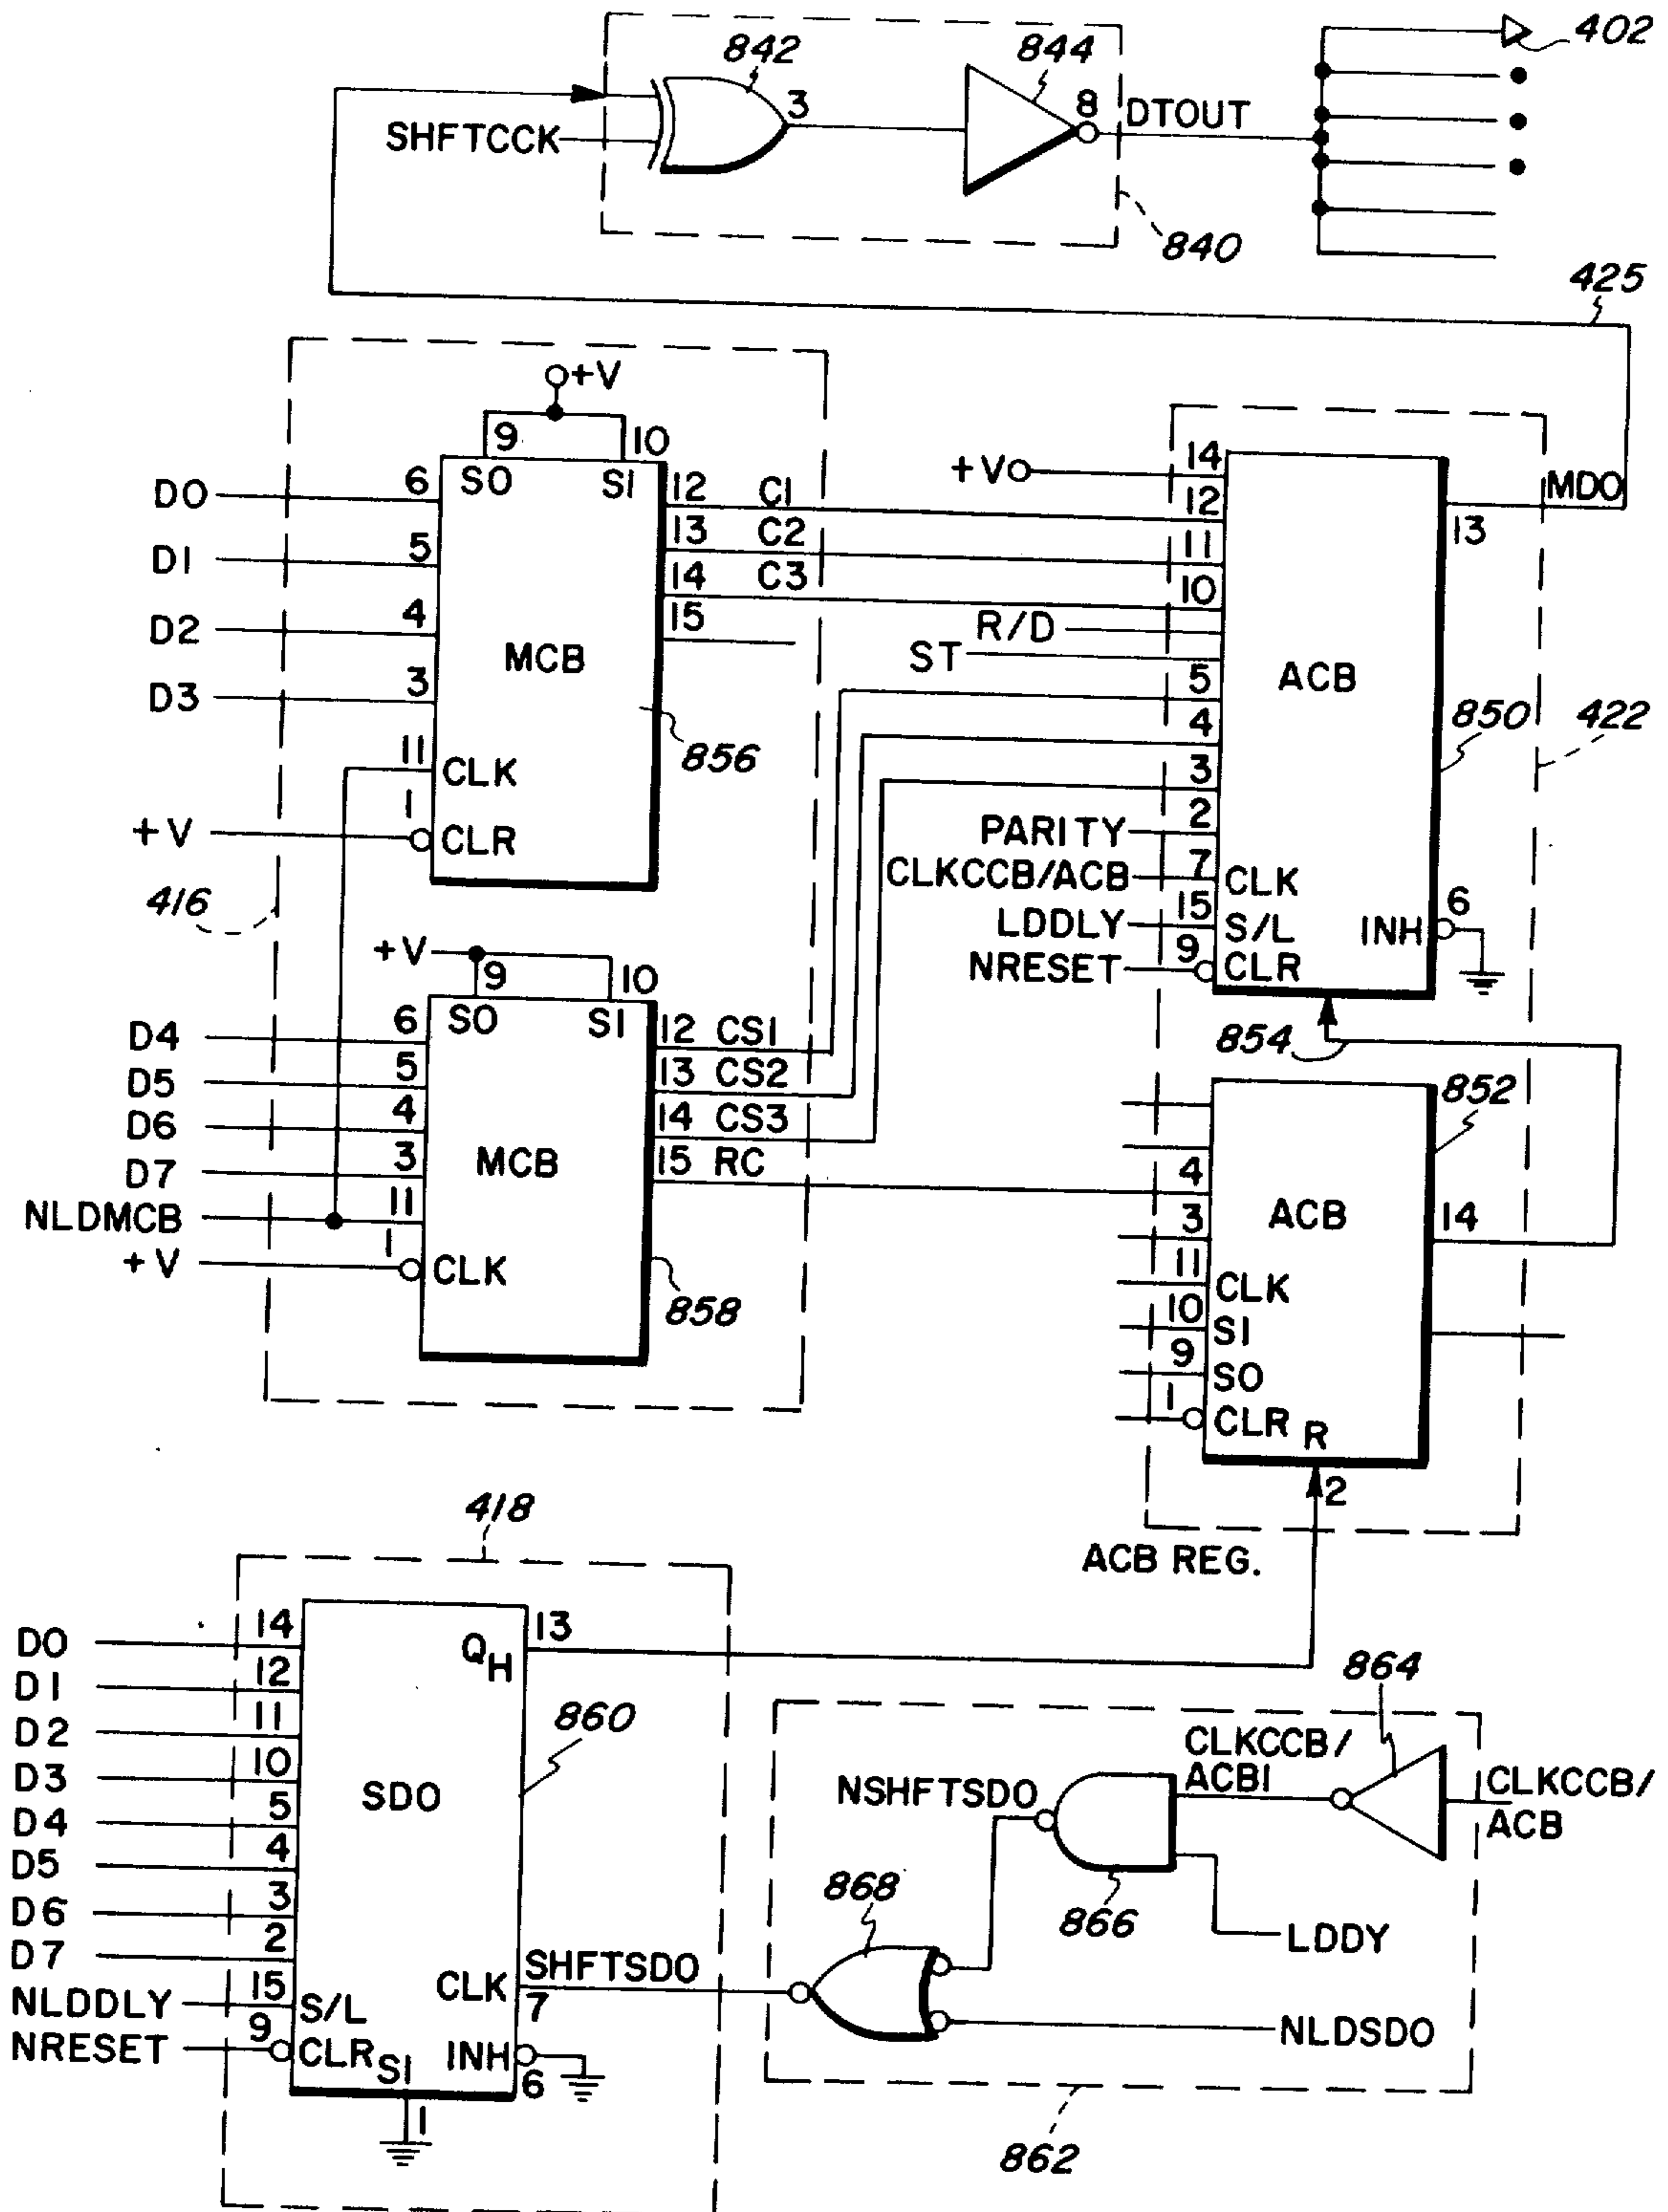 842
844
402
3
8
DTOUT
SHFTCCK
840
425
+V
9
10
SO
SI
D0
6
12
C1
D1
5
13
C2
D2
4
14
C3
D3
3
15
MCB
11
CLK
1
+V
CLR
856
416
+V
14
12
11
10
R/D
ST
5
4
3
PARITY
2
CLKCCB/ACB
7
CLK
LDDLY
15
S/L
NRESET
9
CLR
ACB
MDO
13
850
422
INH
6
854
+V
9
10
SO
SI
D4
6
12
CS1
D5
5
13
CS2
D6
4
14
CS3
D7
3
15
RC
MCB
NLDMCB
11
+V
1
CLK
858
852
4
3
ACB
14
11
CLK
10
SI
9
SO
1
CLR
R
2
ACB REG.
418
D0
14
13
QH
D1
12
D2
11
D3
10
D4
5
D5
4
D6
3
D7
2
SDO
860
NLDDLY
15
S/L
NRESET
9
CLR
SI
1
CLK
7
SHFTSDO
INH
6
864
CLKCCB/
ACBI
CLKCCB/
ACB
NSHFTSDO
868
866
LDDY
NLDSDO
862